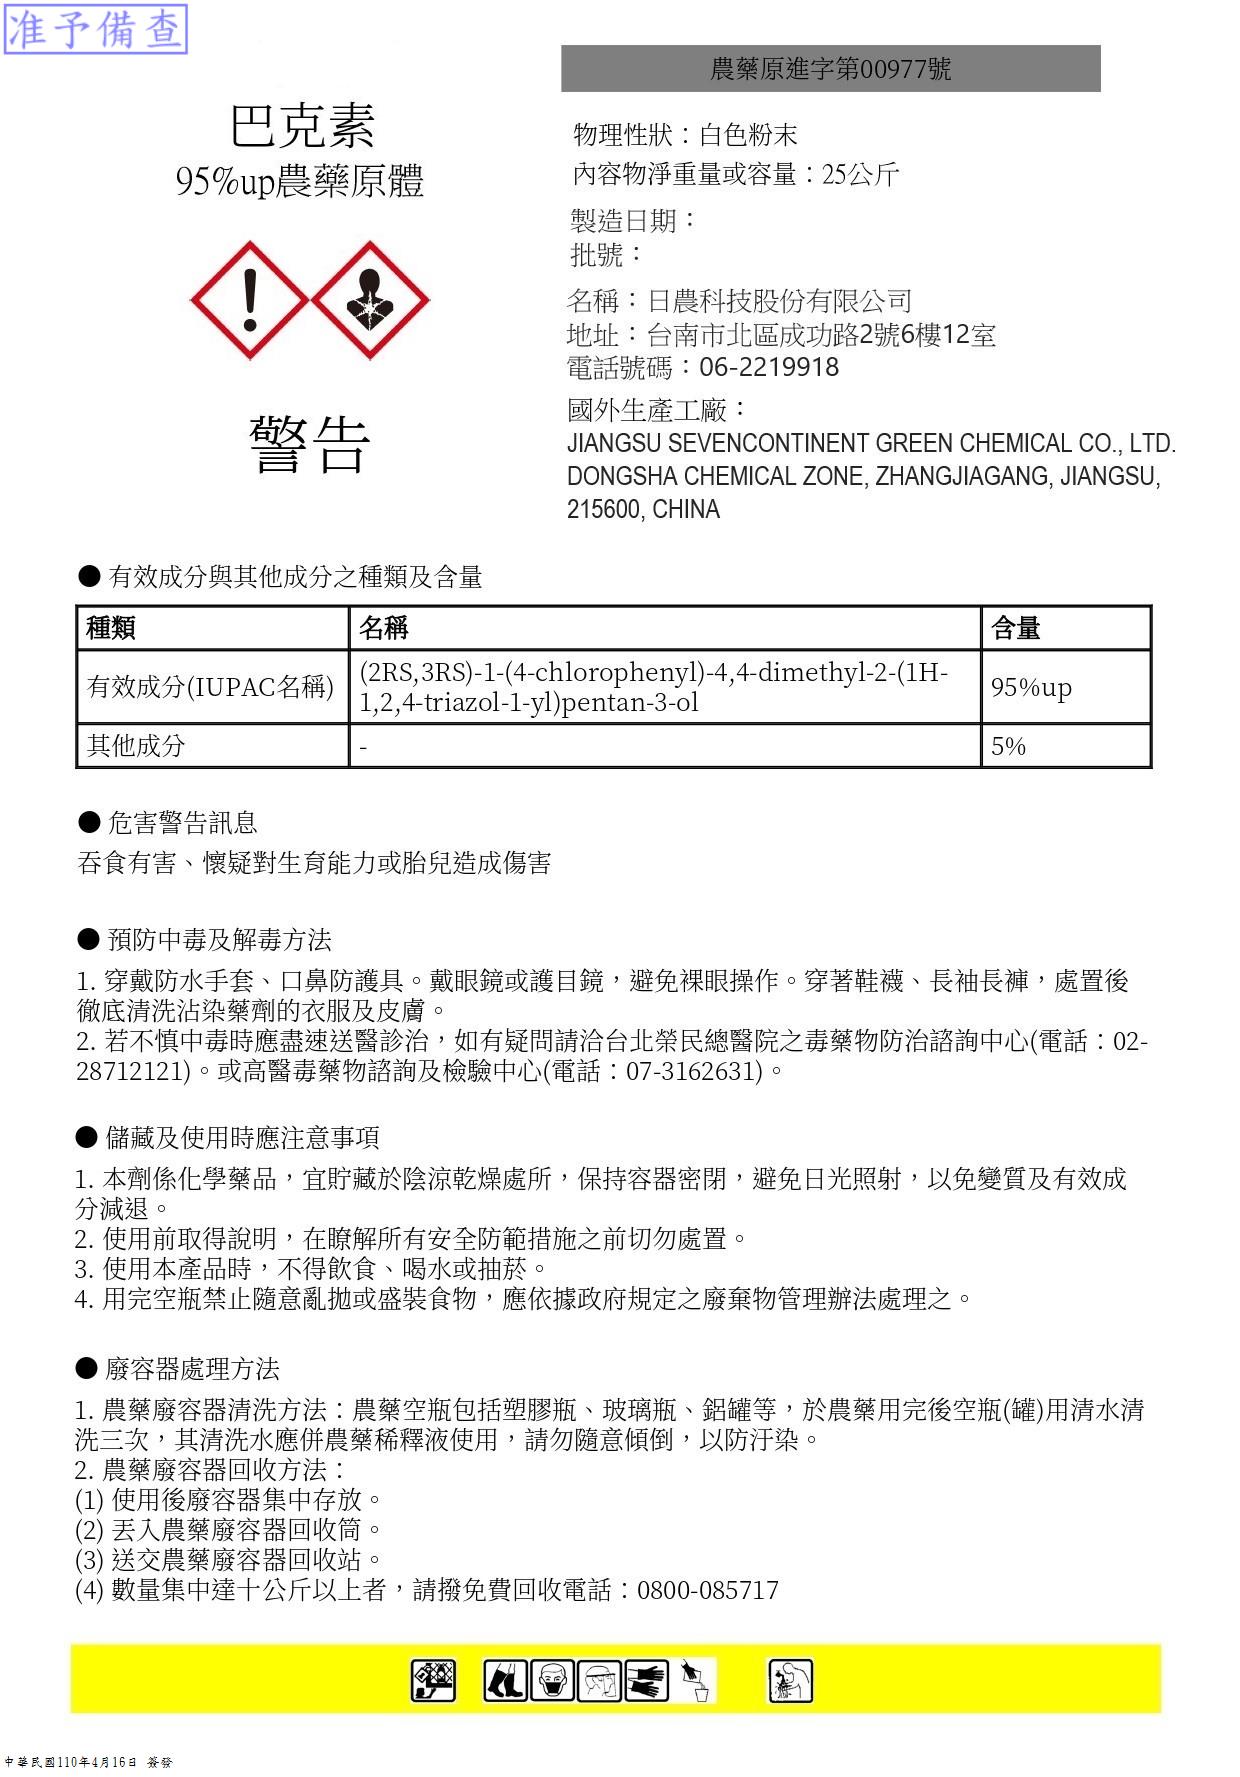 准予備查
農藥原進字第00977號
巴克素
95%up農藥原體
警告
物理性狀：白色粉末
內容物淨重量或容量：25公斤
製造日期：
批號：
名稱：日農科技股份有限公司
地址：台南市北區成功路2號6樓12室
電話號碼：06-2219918
國外生產工廠：
JIANGSU SEVENCONTINENT GREEN CHEMICAL CO., LTD.
DONGSHA CHEMICAL ZONE, ZHANGJIAGANG, JIANGSU,
215600, CHINA
● 有效成分與其他成分之種類及含量
種類 名稱 含量
有效成分(IUPAC名稱) (2RS,3RS)-1-(4-chlorophenyl)-4,4-dimethyl-2-(1H-
1,2,4-triazol-1-yl)pentan-3-ol 95%up
其他成分 - 5%
● 危害警告訊息
吞食有害、懷疑對生育能力或胎兒造成傷害
● 預防中毒及解毒方法
1. 穿戴防水手套、口鼻防護具。戴眼鏡或護目鏡，避免裸眼操作。穿著鞋襪、長袖長褲，處置後
徹底清洗沾染藥劑的衣服及皮膚。
2. 若不慎中毒時應盡速送醫診治，如有疑問請洽台北榮民總醫院之毒藥物防治諮詢中心(電話：02-
28712121)。或高醫毒藥物諮詢及檢驗中心(電話：07-3162631)。
● 儲藏及使用時應注意事項
1. 本劑係化學藥品，宜貯藏於陰涼乾燥處所，保持容器密閉，避免日光照射，以免變質及有效成
分減退。
2. 使用前取得說明，在瞭解所有安全防範措施之前切勿處置。
3. 使用本產品時，不得飲食、喝水或抽菸。
4. 用完空瓶禁止隨意亂拋或盛裝食物，應依據政府規定之廢棄物管理辦法處理之。
● 廢容器處理方法
1. 農藥廢容器清洗方法：農藥空瓶包括塑膠瓶、玻璃瓶、鋁罐等，於農藥用完後空瓶(罐)用清水清
洗三次，其清洗水應併農藥稀釋液使用，請勿隨意傾倒，以防汙染。
2. 農藥廢容器回收方法：
(1) 使用後廢容器集中存放。
(2) 丟入農藥廢容器回收筒。
(3) 送交農藥廢容器回收站。
(4) 數量集中達十公斤以上者，請撥免費回收電話：0800-085717
中華民國110年4月16日 簽發